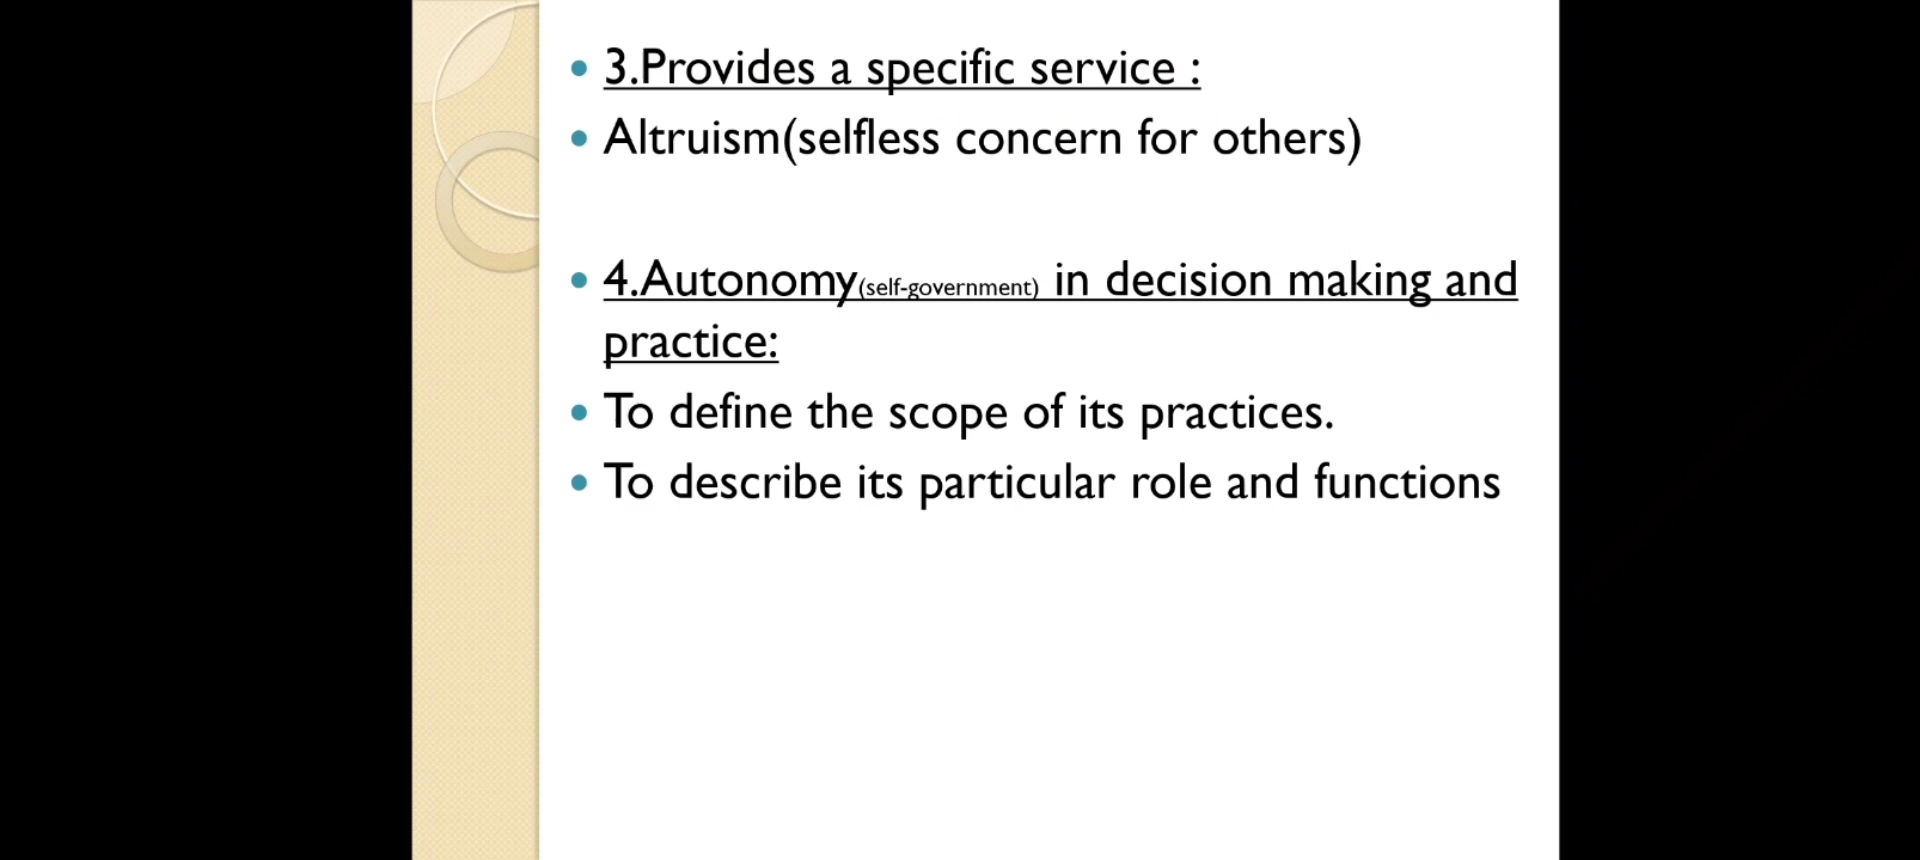 3.Provides a specific service :
Altruism(selfless concern for others)
4.Autonomy(self-government) in decision making and
practice:
To define the scope of its practices.
To describe its particular role and functions